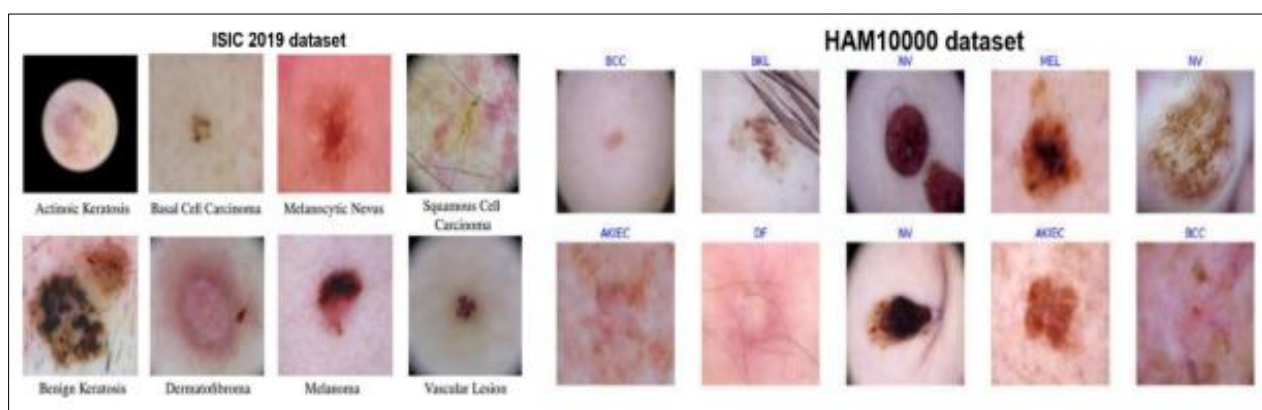 ISIC 2019 dataset
Actinoic Keratosis
Basal Cell Carcinoma
Melanocytic Nevus
Squamous Cell
Carcinoma
Benign Keratosis
Dermatofibroma
Melanoma
Vascular Lesion
HAM10000 dataset
BCC
BKL
NV
MEL
NV
AKIEC
DF
NV
AKIEC
BCC